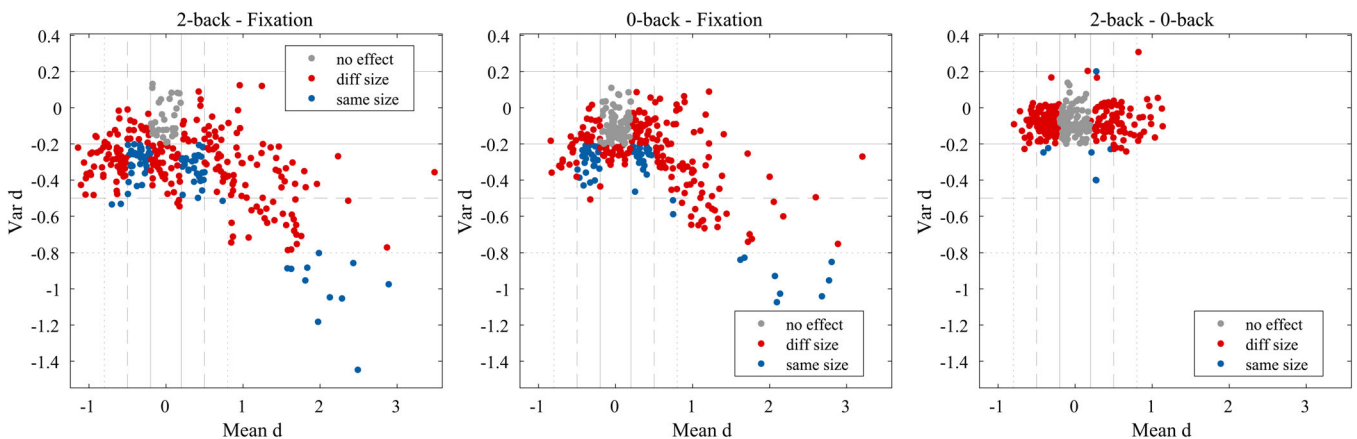 2-back - Fixation
0.4
0.2
0
-0.2
-0.4
-0.6
-0.8
-1
-1.2
-1.4
Var d
no effect
diff size
same size
-1 0 1 2 3
Mean d
0-back - Fixation
0.4
0.2
0
-0.2
-0.4
-0.6
-0.8
-1
-1.2
-1.4
Var d
no effect
diff size
same size
-1 0 1 2 3
Mean d
2-back - 0-back
0.4
0.2
0
-0.2
-0.4
-0.6
-0.8
-1
-1.2
-1.4
Var d
no effect
diff size
same size
-1 0 1 2 3
Mean d